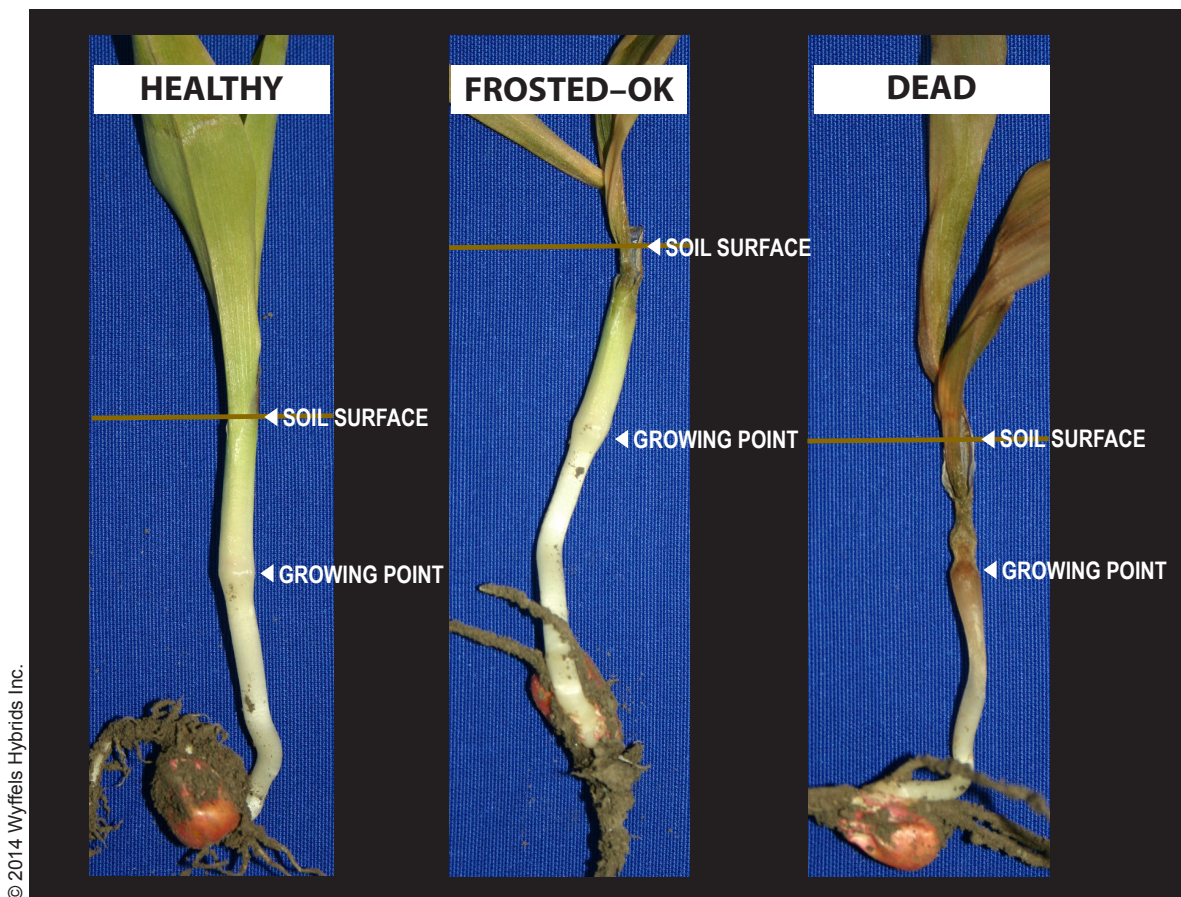 HEALTHY
SOIL SURFACE
GROWING POINT
FROSTED–OK
SOIL SURFACE
GROWING POINT
DEAD
SOIL SURFACE
GROWING POINT
© 2014 Wyffels Hybrids Inc.